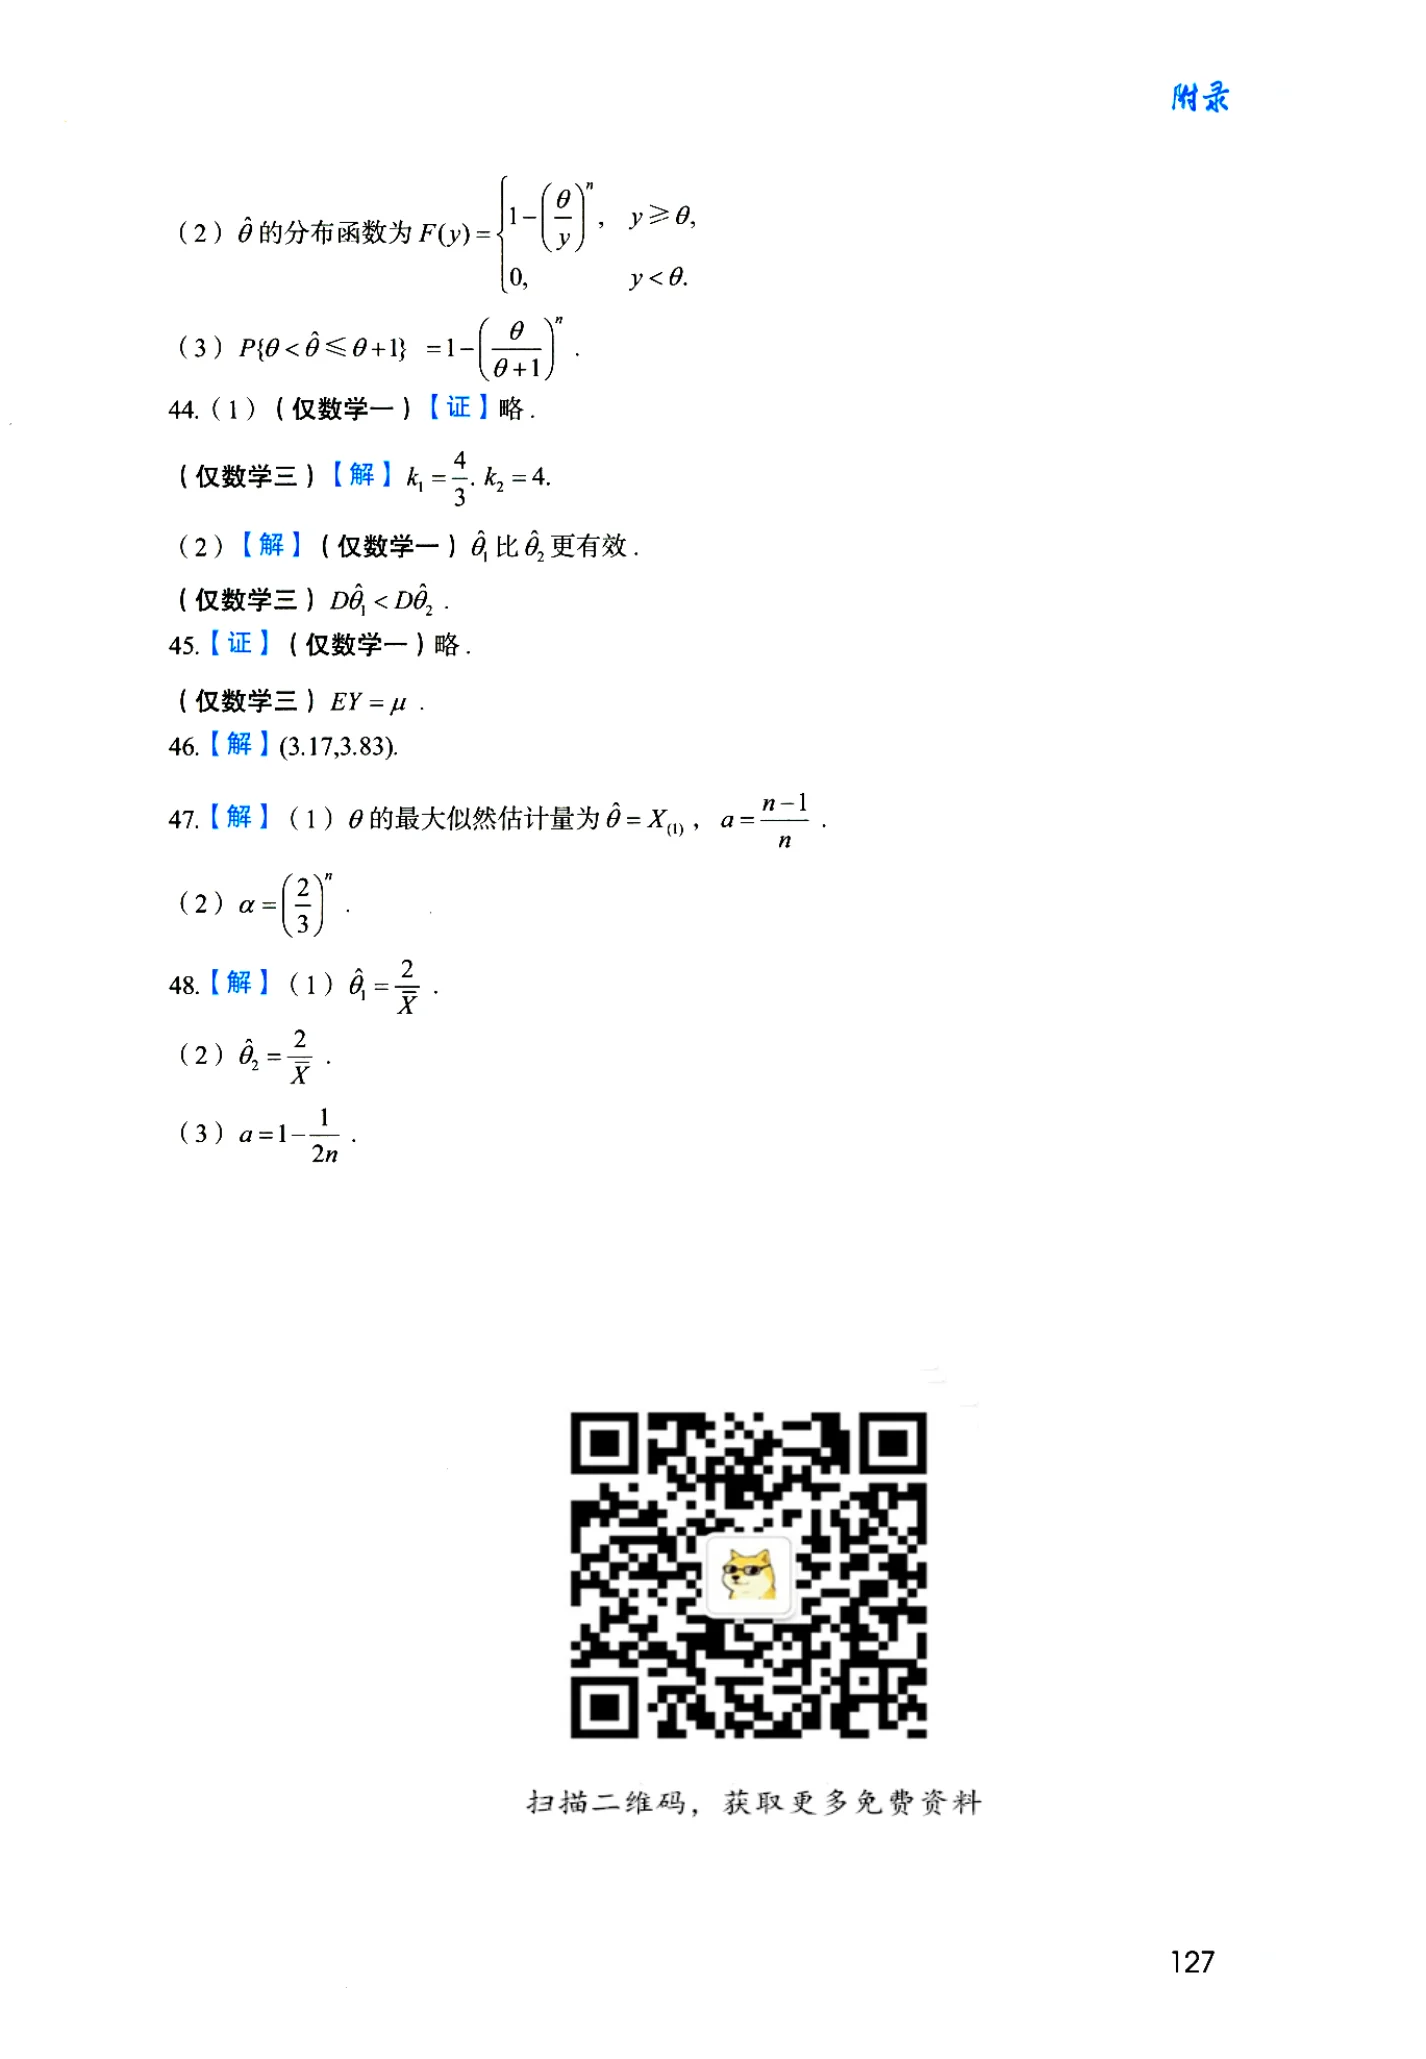 附录
（2）θ̂的分布函数为 F(y) = { 1−(θ/y)ⁿ, y⩾θ,
0, y<θ.
（3）P{θ<θ̂⩽θ+1} =1−(θ/(θ+1))ⁿ .
44.（1）（仅数学一）【证】略.
（仅数学三）【解】k₁=4/3. k₂=4.
（2）【解】（仅数学一）θ̂₁比θ̂₂更有效.
（仅数学三）Dθ̂₁<Dθ̂₂ .
45.【证】（仅数学一）略.
（仅数学三）EY=μ .
46.【解】(3.17,3.83).
47.【解】（1）θ的最大似然估计量为θ̂=X₍₁₎，a=(n−1)/n .
（2）α=(2/3)ⁿ .
48.【解】（1）θ̂₁=2/X̄ .
（2）θ̂₂=2/X̄ .
（3）a=1−1/(2n) .
扫描二维码，获取更多免费资料
127